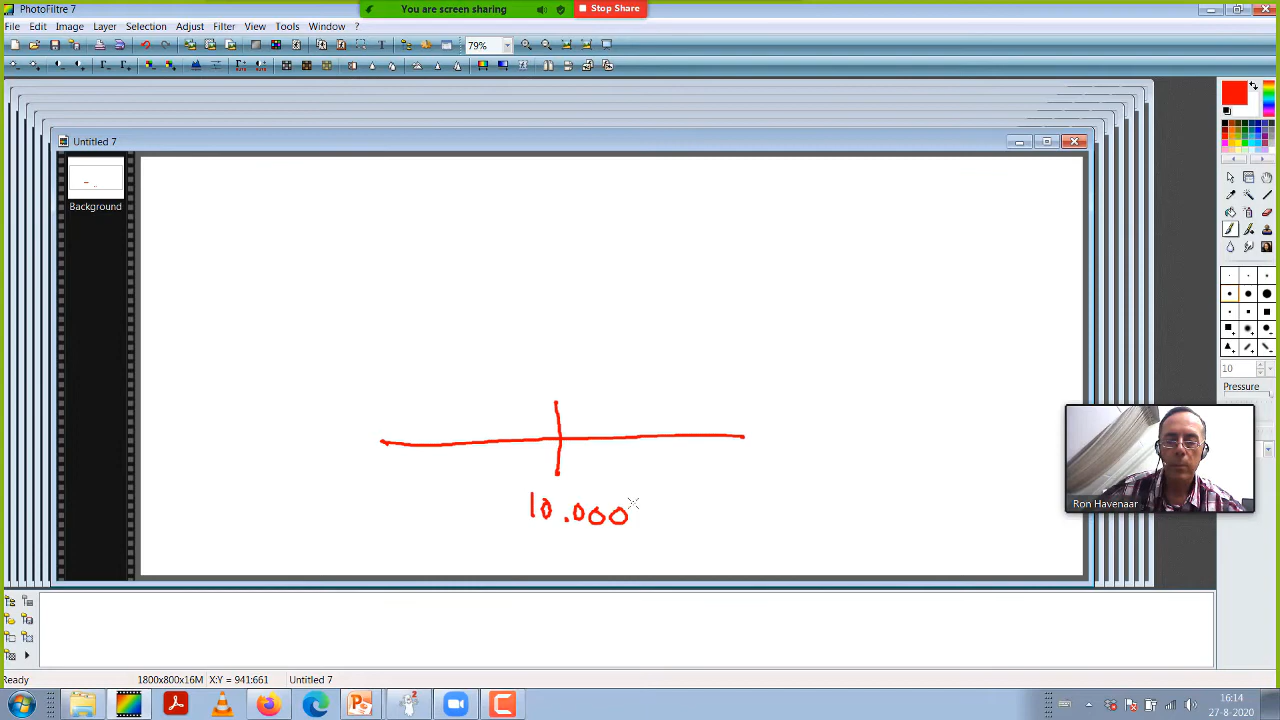 PhotoFiltre 7
You are screen sharing
Stop Share
File Edit Image Layer Selection Adjust Filter View Tools Window ?
79%
Untitled 7
Background
10.000
10
Pressure
Ron Havenaar
Ready
1800x800x16M
X:Y = 941:661
Untitled 7
16:14
27-8-2020